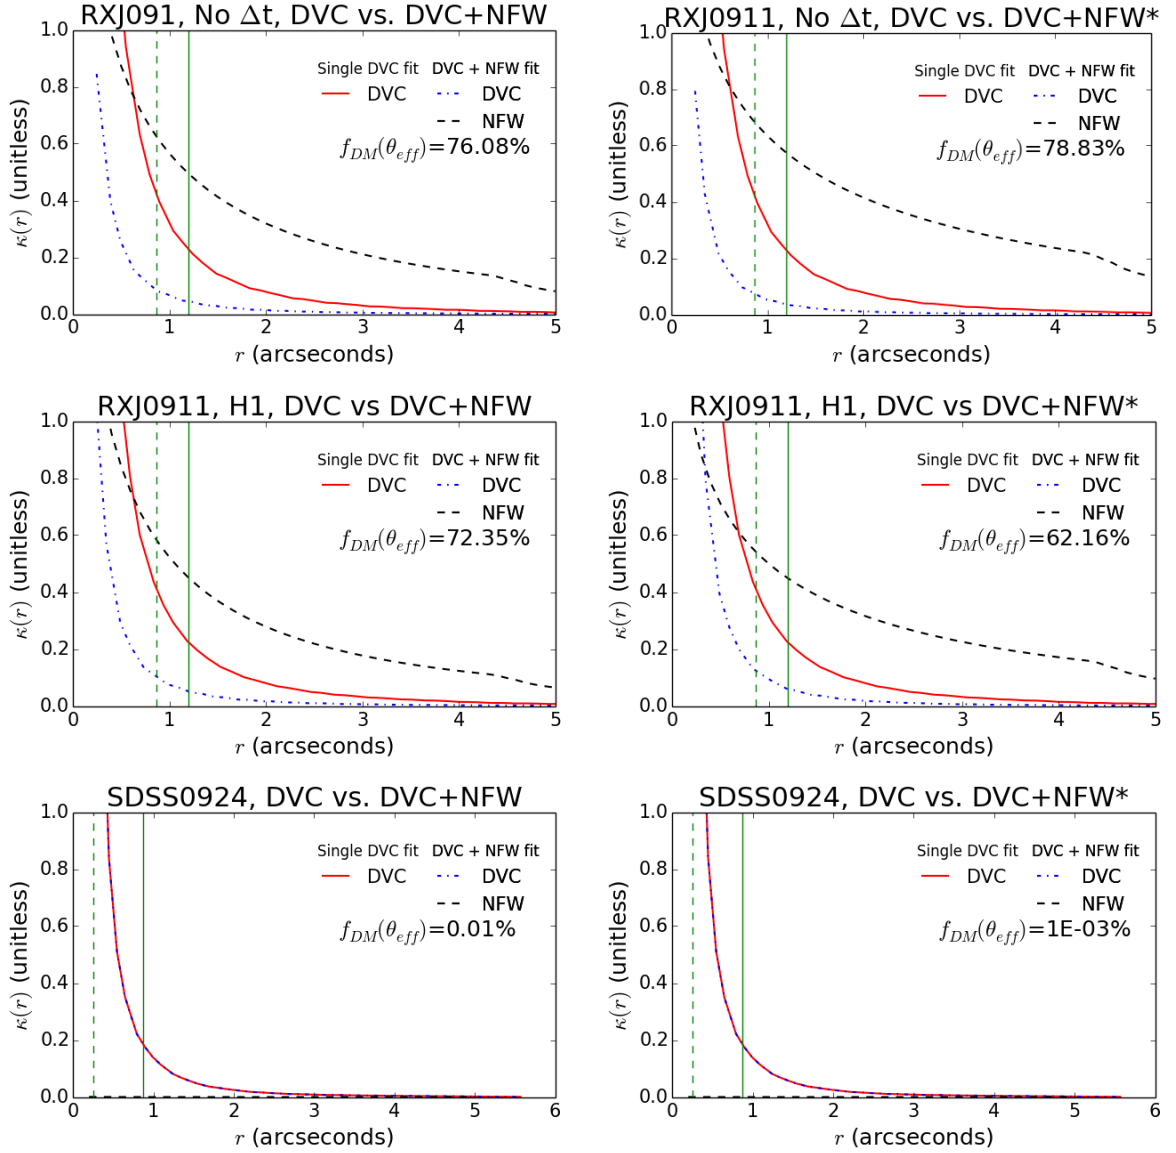 RXJ091, No Δt, DVC vs. DVC+NFW
1.0
0.8
0.6
0.4
0.2
0.0
κ(r) (unitless)
Single DVC fit DVC + NFW fit
DVC DVC
NFW
f_DM(θ_eff)=76.08%
0 1 2 3 4 5
r (arcseconds)
RXJ0911, No Δt, DVC vs. DVC+NFW*
1.0
0.8
0.6
0.4
0.2
0.0
κ(r) (unitless)
Single DVC fit DVC + NFW fit
DVC DVC
NFW
f_DM(θ_eff)=78.83%
0 1 2 3 4 5
r (arcseconds)
RXJ0911, H1, DVC vs DVC+NFW
1.0
0.8
0.6
0.4
0.2
0.0
κ(r) (unitless)
Single DVC fit DVC + NFW fit
DVC DVC
NFW
f_DM(θ_eff)=72.35%
0 1 2 3 4 5
r (arcseconds)
RXJ0911, H1, DVC vs DVC+NFW*
1.0
0.8
0.6
0.4
0.2
0.0
κ(r) (unitless)
Single DVC fit DVC + NFW fit
DVC DVC
NFW
f_DM(θ_eff)=62.16%
0 1 2 3 4 5
r (arcseconds)
SDSS0924, DVC vs. DVC+NFW
1.0
0.8
0.6
0.4
0.2
0.0
κ(r) (unitless)
Single DVC fit DVC + NFW fit
DVC DVC
NFW
f_DM(θ_eff)=0.01%
0 1 2 3 4 5 6
r (arcseconds)
SDSS0924, DVC vs. DVC+NFW*
1.0
0.8
0.6
0.4
0.2
0.0
κ(r) (unitless)
Single DVC fit DVC + NFW fit
DVC DVC
NFW
f_DM(θ_eff)=1E-03%
0 1 2 3 4 5 6
r (arcseconds)